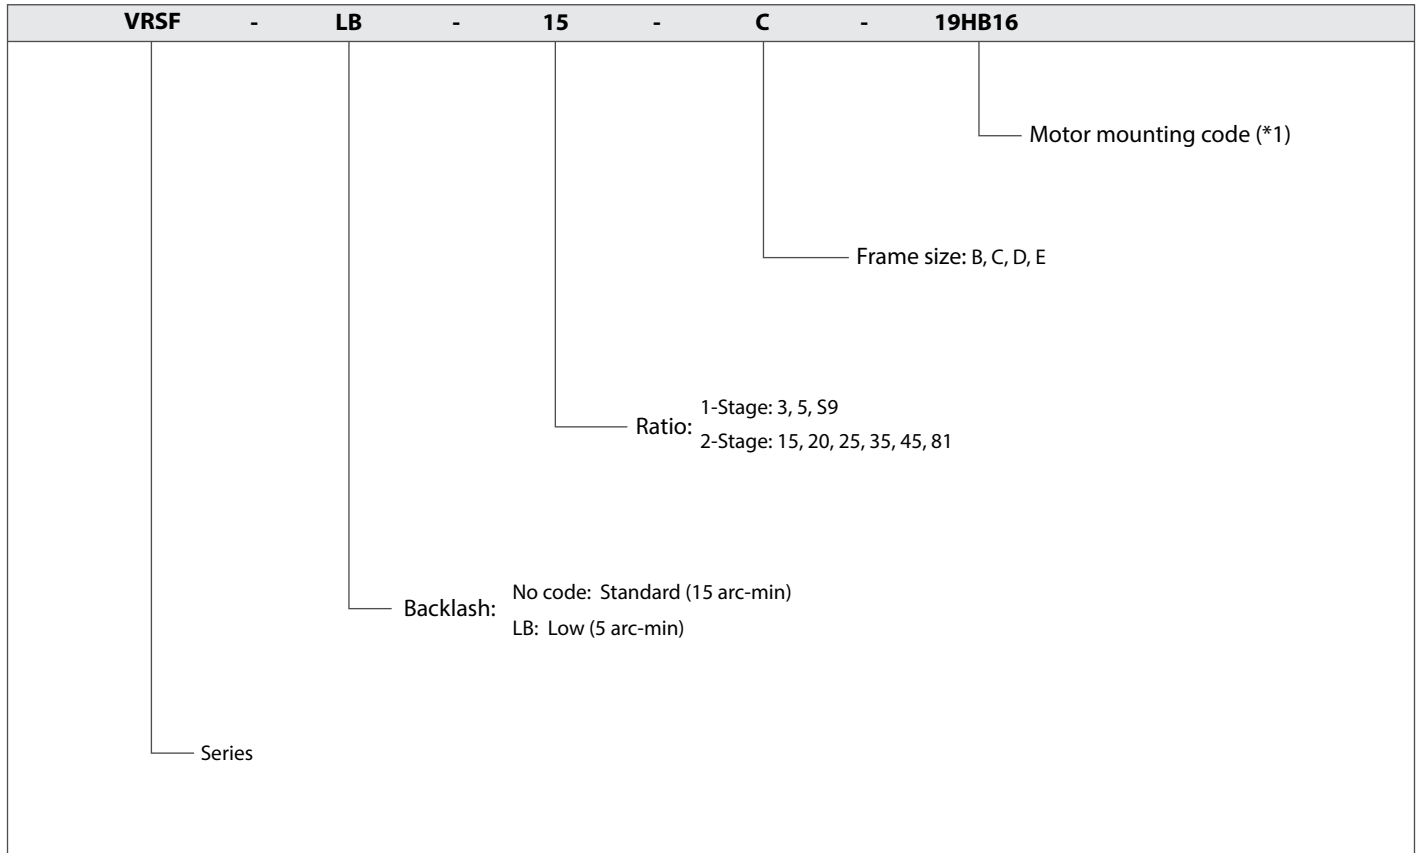 VRSF - LB - 15 - C - 19HB16
Motor mounting code (*1)
Frame size: B, C, D, E
Ratio:
1-Stage: 3, 5, S9
2-Stage: 15, 20, 25, 35, 45, 81
Backlash:
No code: Standard (15 arc-min)
LB: Low (5 arc-min)
Series